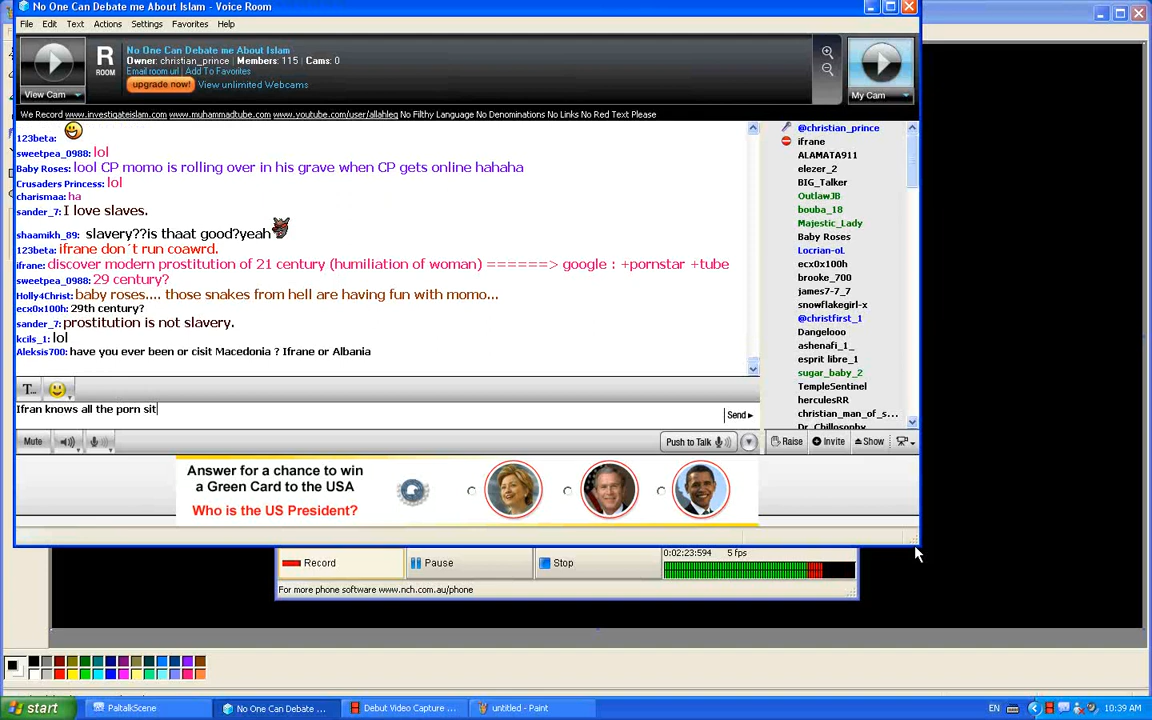 No One Can Debate me About Islam - Voice Room
File Edit Text Actions Settings Favorites Help
R
ROOM
No One Can Debate me About Islam
Owner: christian_prince | Members: 115 | Cams: 0
Email room url | Add To Favorites
upgrade now! View unlimited Webcams
View Cam
My Cam
We Record www.investigateislam.com www.muhammadtube.com www.youtube.com/user/allahleg No Filthy Language No Denominations No Links No Red Text Please
123beta:
sweetpea_0988: lol
Baby Roses: lool CP momo is rolling over in his grave when CP gets online hahaha
Crusaders Princess: lol
charismaa: ha
sander_7: I love slaves.
shaamikh_89: slavery??is thaat good?yeah
123beta: ifrane don´t run coawrd.
ifrane: discover modern prostitution of 21 century (humiliation of woman) ======> google : +pornstar +tube
sweetpea_0988: 29 century?
Holly4Christ: baby roses.... those snakes from hell are having fun with momo...
ecx0x100h: 29th century?
sander_7: prostitution is not slavery.
kcils_1: lol
Aleksis700: have you ever been or cisit Macedonia ? Ifrane or Albania
@christian_prince
ifrane
ALAMATA911
elezer_2
BIG_Talker
OutlawJB
bouba_18
Majestic_Lady
Baby Roses
Locrian-oL
ecx0x100h
brooke_700
james7-7_7
snowflakegirl-x
@christfirst_1
Dangelooo
ashenafi_1_
esprit libre_1
sugar_baby_2
TempleSentinel
herculesRR
christian_man_of_s...
Dr_Chillosophy
T...
Ifran knows all the porn sit
Send
Mute
Push to Talk
Raise Invite Show
Answer for a chance to win
a Green Card to the USA
Who is the US President?
Record Pause Stop
0:02:23:594 5 fps
For more phone software www.nch.com.au/phone
start PaltalkScene No One Can Debate me ... Debut Video Capture ... untitled - Paint EN 10:39 AM